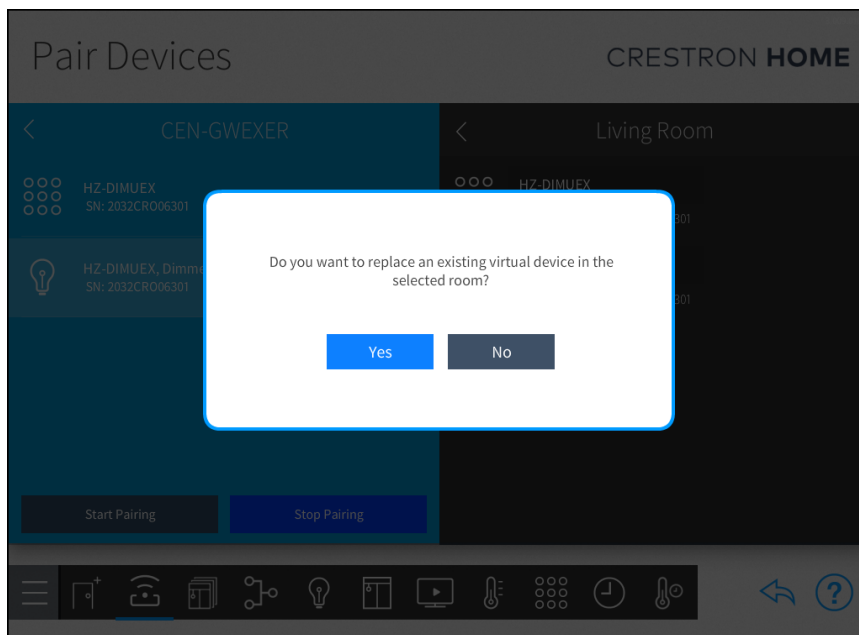 Pair Devices
CRESTRON HOME
CEN-GWEXER
Living Room
HZ-DIMUEX
SN: 2032CRO06301
HZ-DIMUEX, Dimme
SN: 2032CRO06301
HZ-DIMUEX
301
301
Do you want to replace an existing virtual device in the
selected room?
Yes
No
Start Pairing
Stop Pairing
?